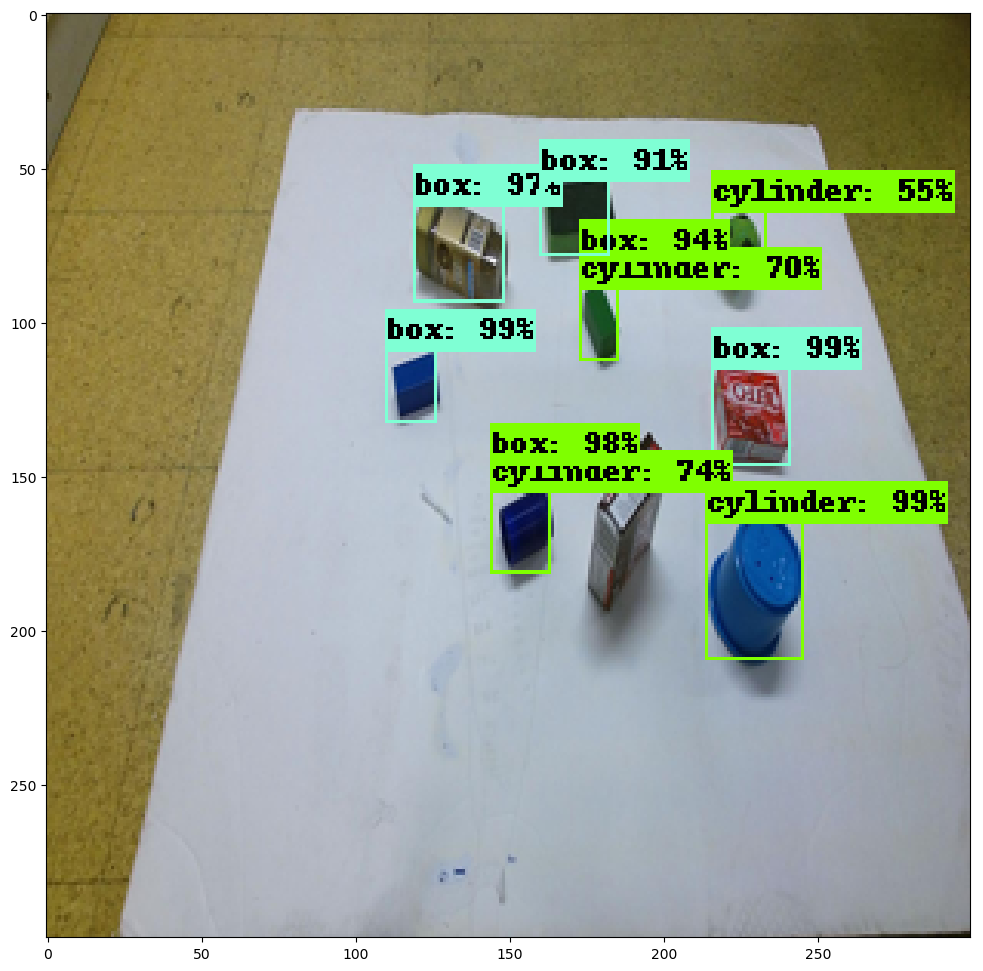 0
50
100
150
200
250
0
50
100
150
200
250
box: 91%
box: 97%
cylinder: 55%
box: 94%
cylinder: 70%
box: 99%
box: 99%
box: 98%
cylinder: 74%
cylinder: 99%